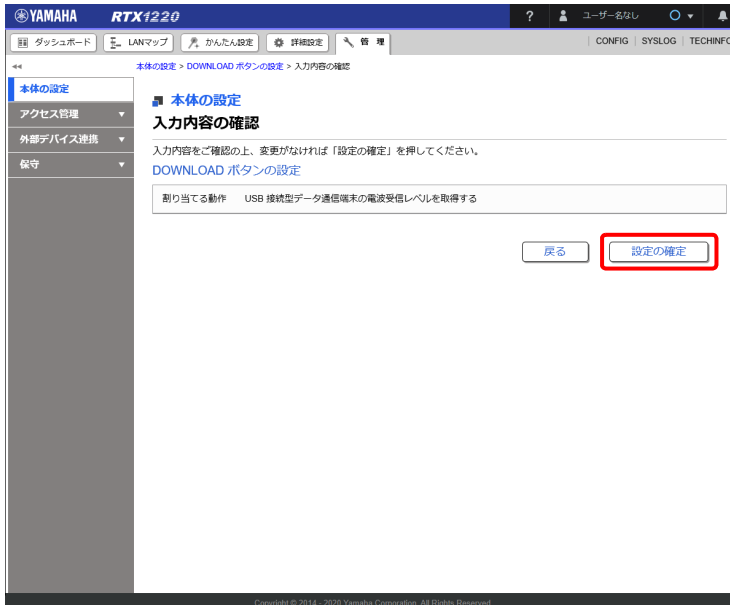 YAMAHA RTX1220 ? ユーザー名なし
ダッシュボード LANマップ かんたん設定 詳細設定 管 理 CONFIG SYSLOG TECHINFO
本体の設定 > DOWNLOAD ボタンの設定 > 入力内容の確認
本体の設定
アクセス管理
外部デバイス連携
保守
本体の設定
入力内容の確認
入力内容をご確認の上、変更がなければ「設定の確定」を押してください。
DOWNLOAD ボタンの設定
割り当てる動作 USB 接続型データ通信端末の電波受信レベルを取得する
戻る 設定の確定
Copyright © 2014 - 2020 Yamaha Corporation. All Rights Reserved.